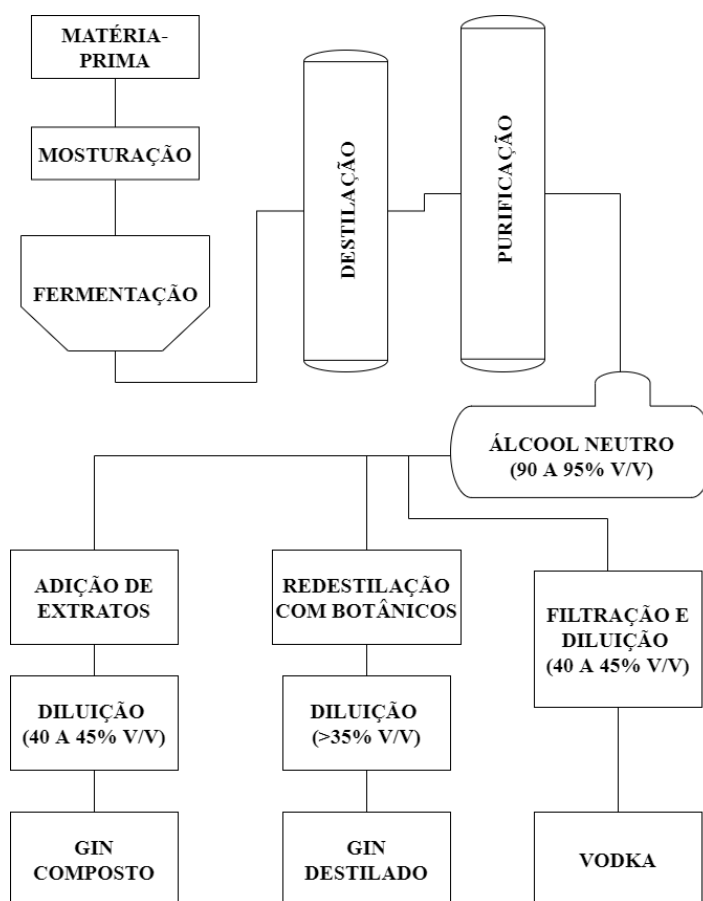 MATÉRIA-
PRIMA
MOSTURAÇÃO
FERMENTAÇÃO
DESTILAÇÃO
PURIFICAÇÃO
ÁLCOOL NEUTRO
(90 A 95% V/V)
ADIÇÃO DE
EXTRATOS
REDESTILAÇÃO
COM BOTÂNICOS
FILTRAÇÃO E
DILUIÇÃO
(40 A 45% V/V)
DILUIÇÃO
(40 A 45% V/V)
DILUIÇÃO
(>35% V/V)
GIN
COMPOSTO
GIN
DESTILADO
VODKA